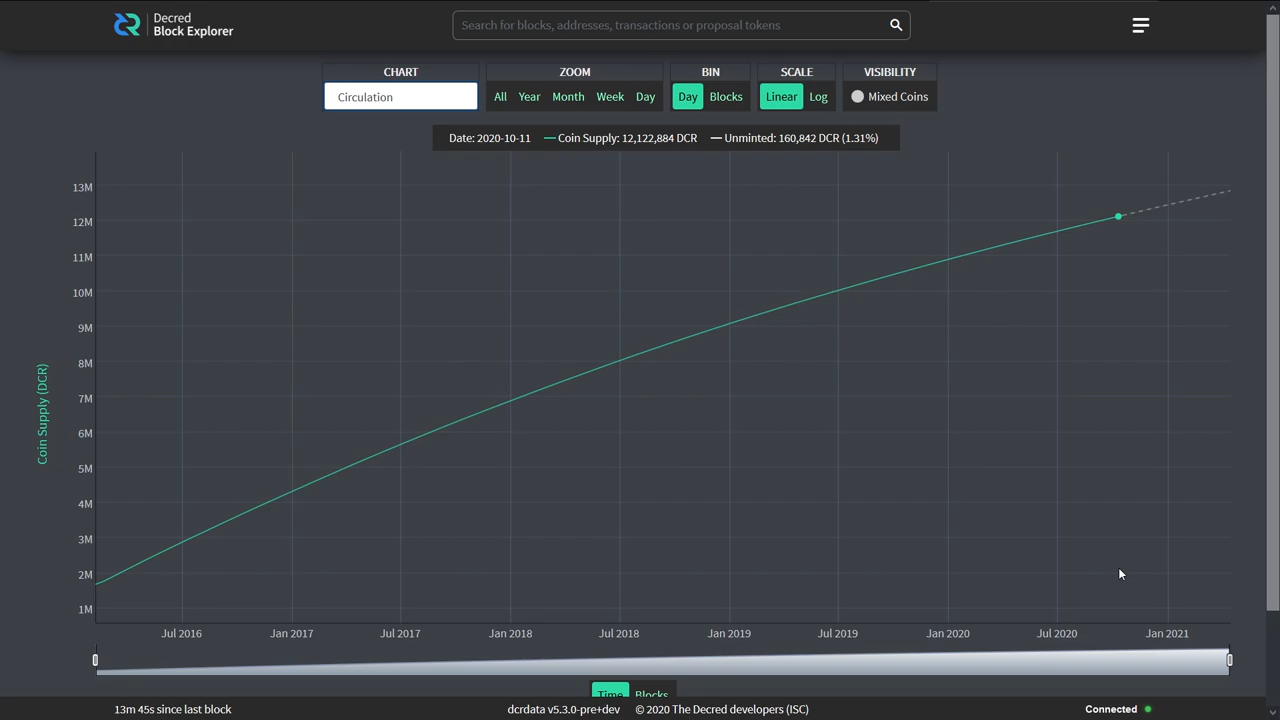 Decred
Block Explorer
Search for blocks, addresses, transactions or proposal tokens
CHART
ZOOM
BIN
SCALE
VISIBILITY
Circulation
All Year Month Week Day
Day Blocks
Linear Log
Mixed Coins
Date: 2020-10-11 Coin Supply: 12,122,884 DCR Unminted: 160,842 DCR (1.31%)
13M
12M
11M
10M
9M
8M
7M
6M
5M
4M
3M
2M
1M
Coin Supply (DCR)
Jul 2016 Jan 2017 Jul 2017 Jan 2018 Jul 2018 Jan 2019 Jul 2019 Jan 2020 Jul 2020 Jan 2021
Time Blocks
13m 45s since last block
dcrdata v5.3.0-pre+dev © 2020 The Decred developers (ISC)
Connected